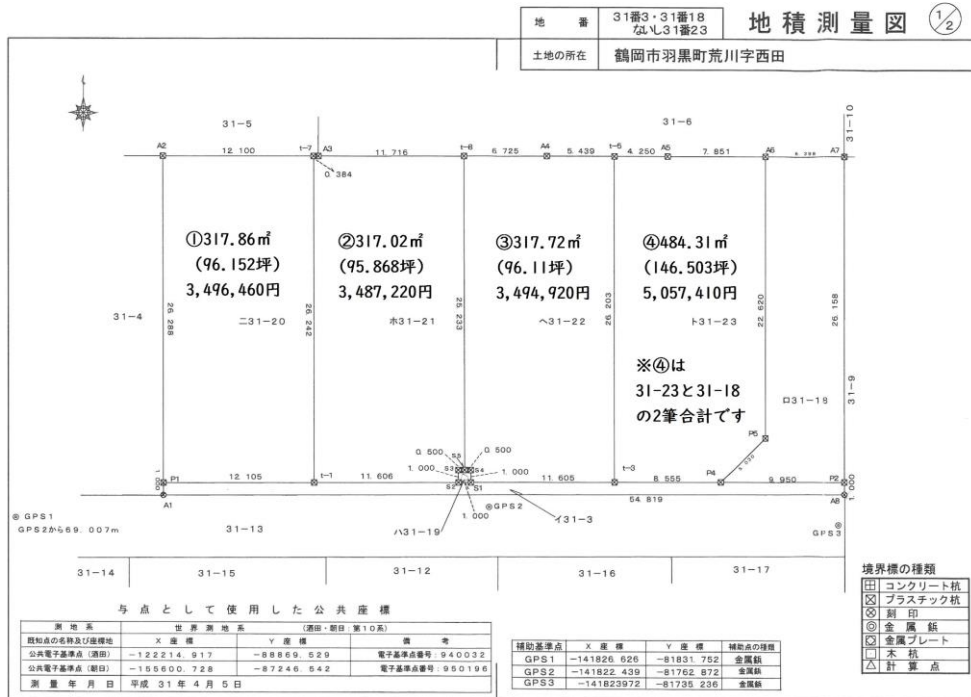 地番 31番3・31番18
ないし31番23
地積測量図 1/2
土地の所在 鶴岡市羽黒町荒川字西田
31-5
31-6
31-10
A2 12.100 t-7 A3 11.716 t-8 6.725 A4 5.439 t-5 4.250 A5 7.851 A6 A7
0.384
①317.86㎡
(96.152坪)
3,496,460円
②317.02㎡
(95.868坪)
3,487,220円
③317.72㎡
(96.11坪)
3,494,920円
④484.31㎡
(146.503坪)
5,057,410円
31-4
26.288
ニ31-20
26.242
ホ31-21
25.233
ヘ31-22
26.203
ト31-23
22.620
26.158
※④は
31-23と31-18
の2筆合計です
ロ31-18
31-9
P5
0.500 S5 0.500
1.000 S3 S4 1.000
P1 12.105 t-1 11.606 S2 S1 11.605 t-3 8.555 P4 9.950 P2
1.000
1.000
1.000
A1
54.819
A8
◎GPS1
GPS2から69.007m
31-13
ハ31-19
◎GPS2
イ31-3
GPS3
31-14
31-15
31-12
31-16
31-17
与点として使用した公共座標
測地系 世界測地系 (酒田・朝日:第10系)
既知点の名称及び座標地 X座標 Y座標 備考
公共電子基準点(酒田) -122214.917 -88869.529 電子基準点番号:940032
公共電子基準点(朝日) -155600.728 -87246.542 電子基準点番号:950196
測量年月日 平成31年4月5日
補助基準点 X座標 Y座標 補助点の種類
GPS1 -141826.626 -81831.752 金属鋲
GPS2 -141822.439 -81762.872 金属鋲
GPS3 -141823972 -81735.236 金属鋲
境界標の種類
コンクリート杭
プラスチック杭
刻印
金属鋲
金属プレート
木杭
計算点